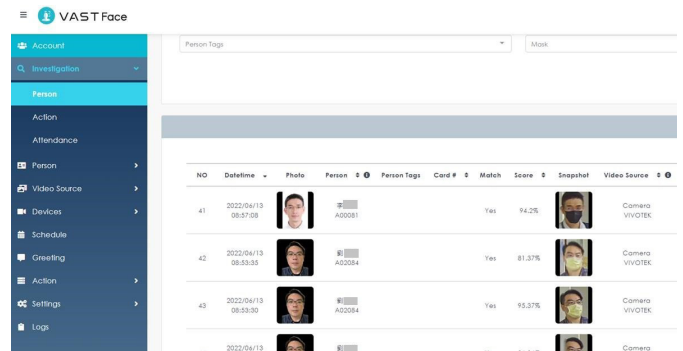 VAST Face
Account
Person Tags
Mask
Investigation
Person
Action
Attendance
Person
Video Source
Devices
Schedule
Greeting
Action
Settings
Logs
NO Datetime Photo Person Person Tags Card # Match Score Snapshot Video Source
41 2022/06/13 08:57:08 李 A00081 Yes 94.2% Camera VIVOTEK
42 2022/06/13 08:53:35 A02084 Yes 81.37% Camera VIVOTEK
43 2022/06/13 08:53:30 A02084 Yes 95.37% Camera VIVOTEK
2022/06/13 Camera